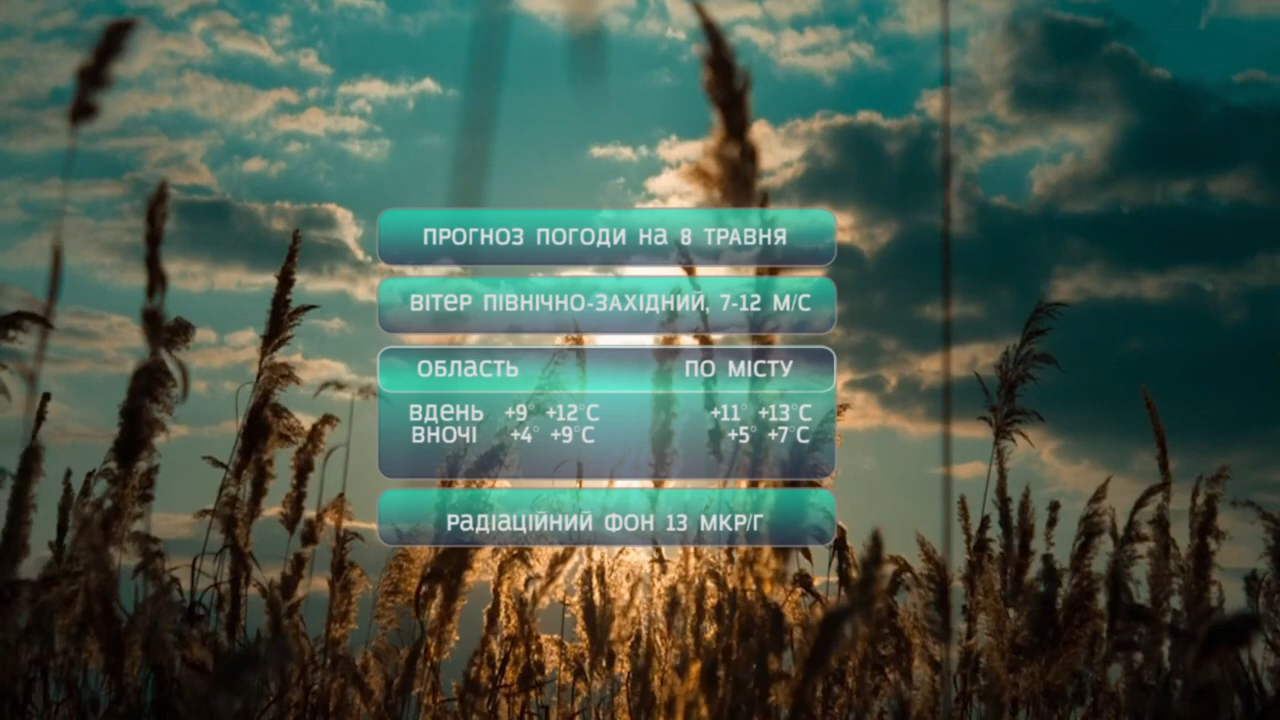 ПРОГНОЗ ПОГОДИ на 8 ТРАВНЯ
Вітер ПІВНІЧНО-ЗАХІДНИЙ, 7-12 М/С
ОБЛАСТЬ ПО МІСТУ
Вдень +9° +12°С +11° +13°С
ВНОЧІ +4° +9°С +5° +7°С
Радіаційний ФОН 13 МКР/Г